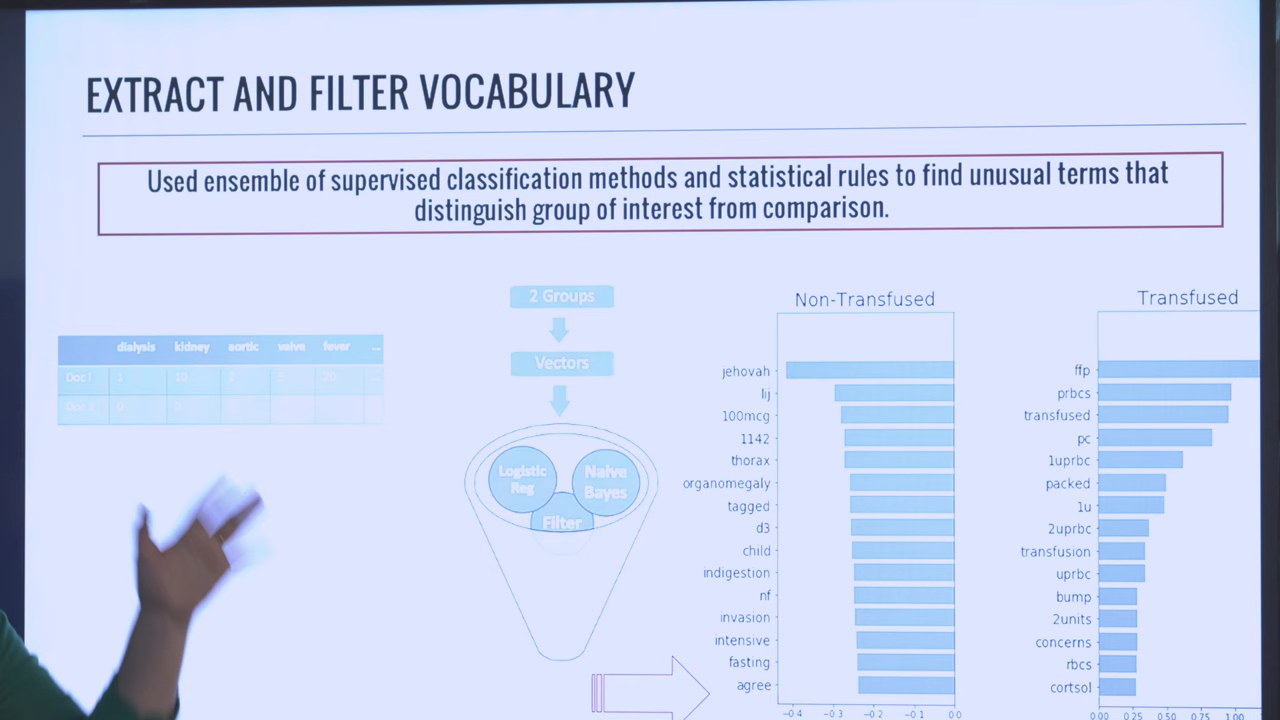 EXTRACT AND FILTER VOCABULARY
Used ensemble of supervised classification methods and statistical rules to find unusual terms that
distinguish group of interest from comparison.
dialysis kidney aortic valve fever ...
Doc 1 10
Doc 0 0
2 Groups
Vectors
Logistic
Reg
Naive
Bayes
Filter
Non-Transfused
jehovah
lij
100mcg
1142
thorax
organomegaly
tagged
d3
child
indigestion
nf
invasion
intensive
fasting
agree
−0.4 −0.3 −0.2 −0.1 0.0
Transfused
ffp
prbcs
transfused
pc
1uprbc
packed
1u
2uprbc
transfusion
uprbc
bump
2units
concerns
rbcs
cortsol
0.00 0.25 0.50 0.75 1.00